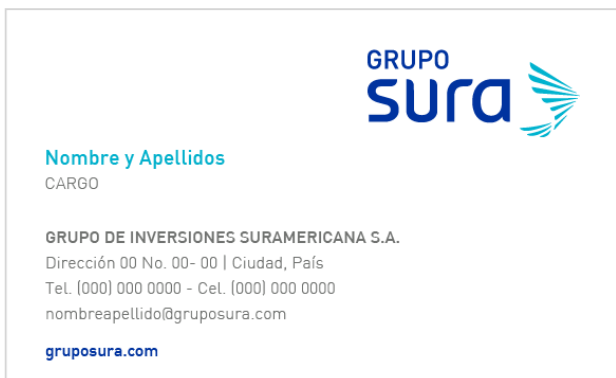 GRUPO
sura
Nombre y Apellidos
CARGO
GRUPO DE INVERSIONES SURAMERICANA S.A.
Dirección 00 No. 00- 00 | Ciudad, País
Tel. (000) 000 0000 - Cel. (000) 000 0000
nombreapellido@gruposura.com
gruposura.com